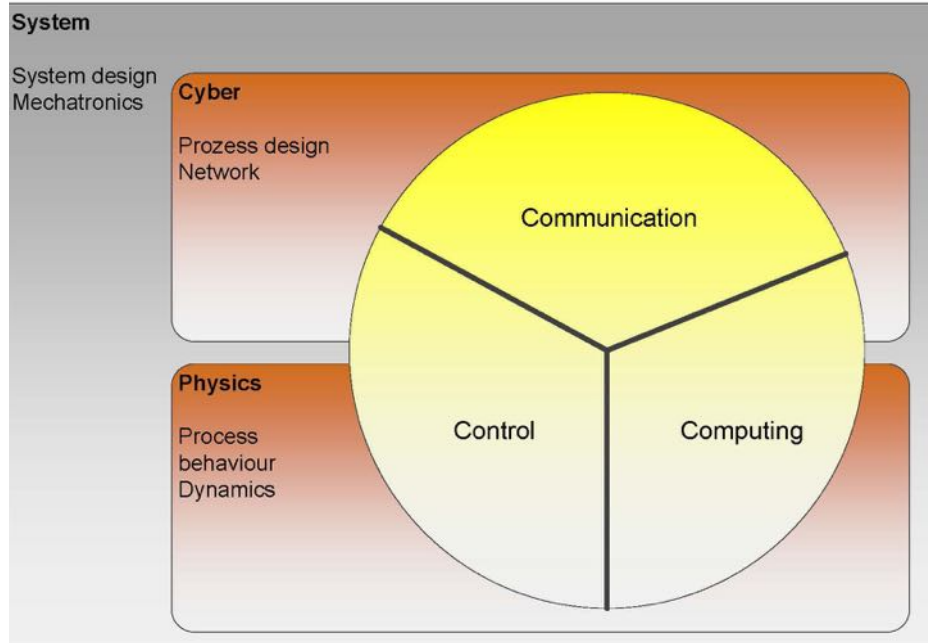 System
System design
Mechatronics
Cyber
Prozess design
Network
Communication
Physics
Process
behaviour
Dynamics
Control
Computing